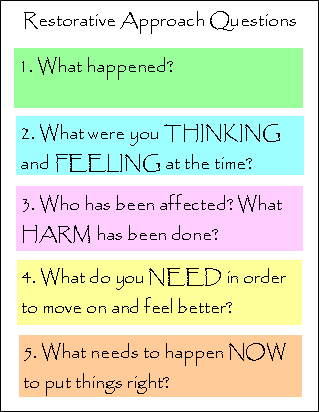 Restorative Approach Questions
1. What happened?
2. What were you THINKING
and FEELING at the time?
3. Who has been affected? What
HARM has been done?
4. What do you NEED in order
to move on and feel better?
5. What needs to happen NOW
to put things right?